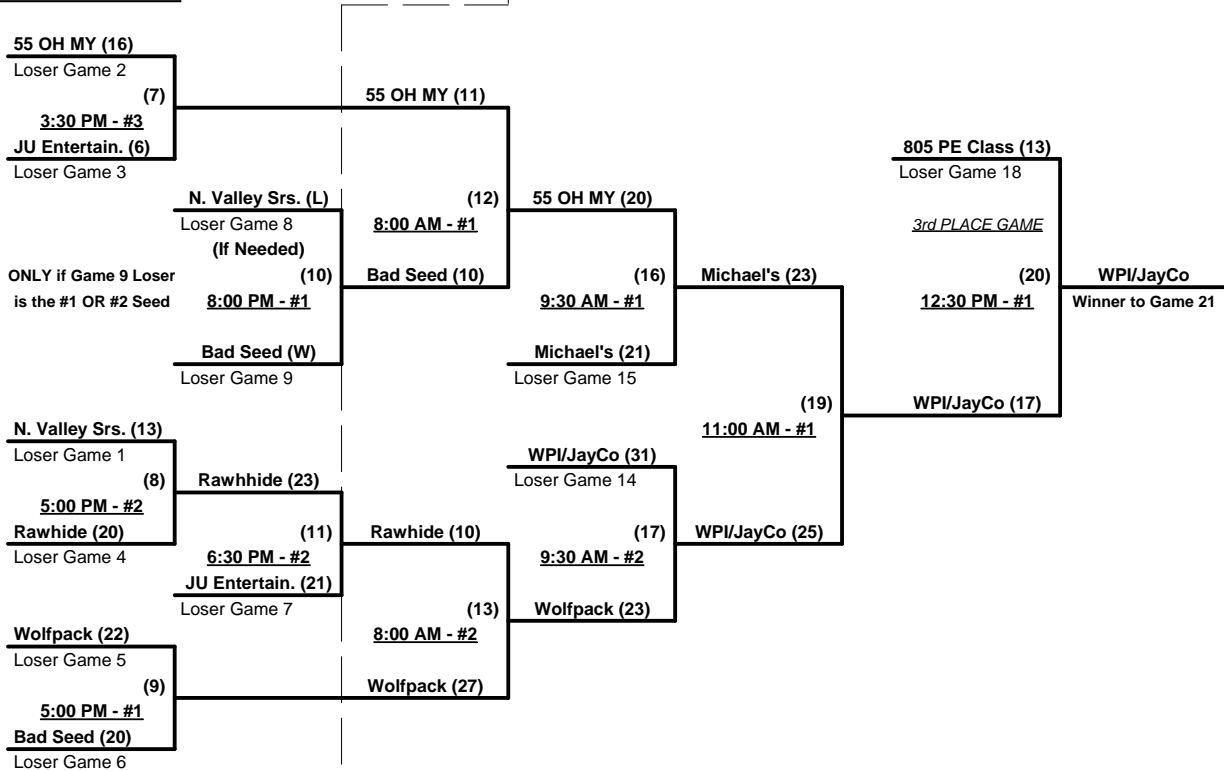 55 OH MY (16)
Loser Game 2
(7)
3:30 PM - #3
JU Entertain. (6)
Loser Game 3
55 OH MY (11)
N. Valley Srs. (L)
Loser Game 8
(If Needed)
ONLY if Game 9 Loser
is the #1 OR #2 Seed
(10)
8:00 PM - #1
Bad Seed (W)
Loser Game 9
(12)
8:00 AM - #1
Bad Seed (10)
55 OH MY (20)
(16)
9:30 AM - #1
Michael's (21)
Loser Game 15
Michael's (23)
N. Valley Srs. (13)
Loser Game 1
(8)
5:00 PM - #2
Rawhide (20)
Loser Game 4
Rawhhide (23)
(11)
6:30 PM - #2
JU Entertain. (21)
Loser Game 7
Rawhide (10)
Wolfpack (22)
Loser Game 5
(9)
5:00 PM - #1
Bad Seed (20)
Loser Game 6
(13)
8:00 AM - #2
Wolfpack (27)
WPI/JayCo (31)
Loser Game 14
(17)
9:30 AM - #2
Wolfpack (23)
WPI/JayCo (25)
(19)
11:00 AM - #1
805 PE Class (13)
Loser Game 18
3rd PLACE GAME
(20)
12:30 PM - #1
WPI/JayCo (17)
WPI/JayCo
Winner to Game 21